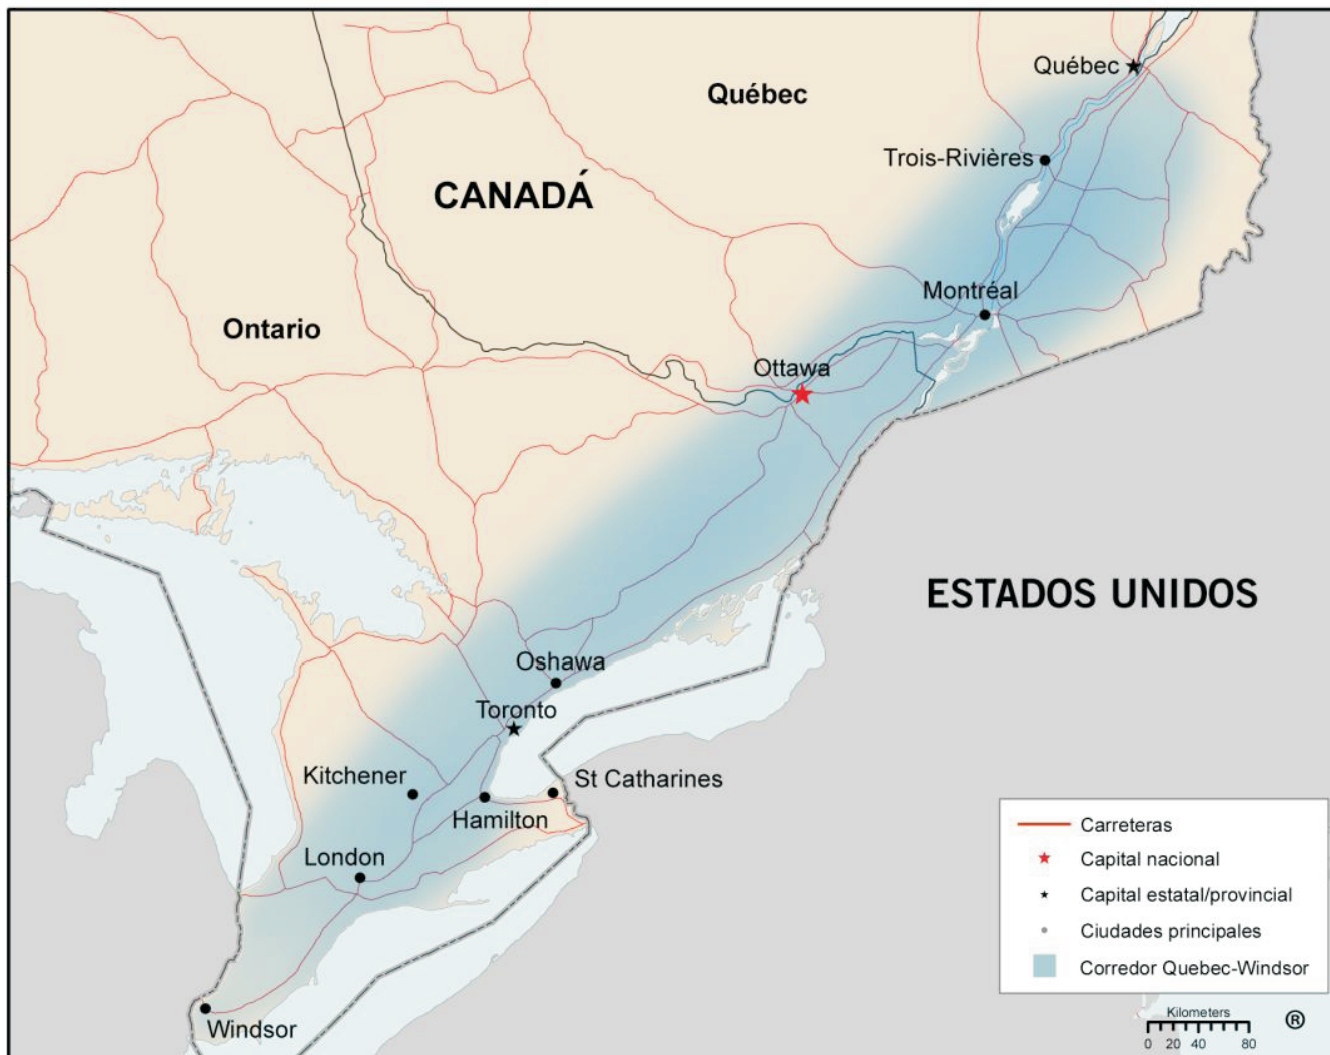 Québec
Québec
Trois-Rivières
CANADÁ
Montréal
Ontario
Ottawa
ESTADOS UNIDOS
Oshawa
Toronto
Kitchener
St Catharines
Hamilton
London
Windsor
Carreteras
Capital nacional
Capital estatal/provincial
Ciudades principales
Corredor Quebec-Windsor
Kilometers
0 20 40 80
®